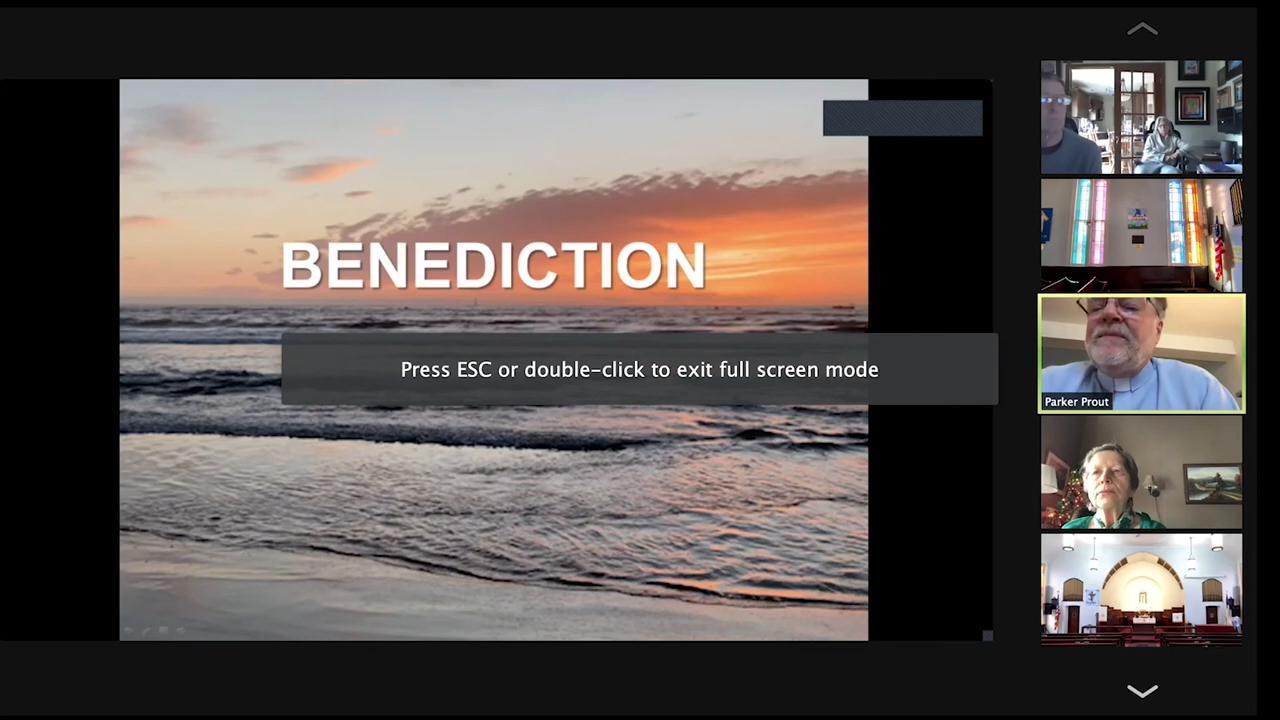 BENEDICTION
Press ESC or double-click to exit full screen mode
Parker Prout